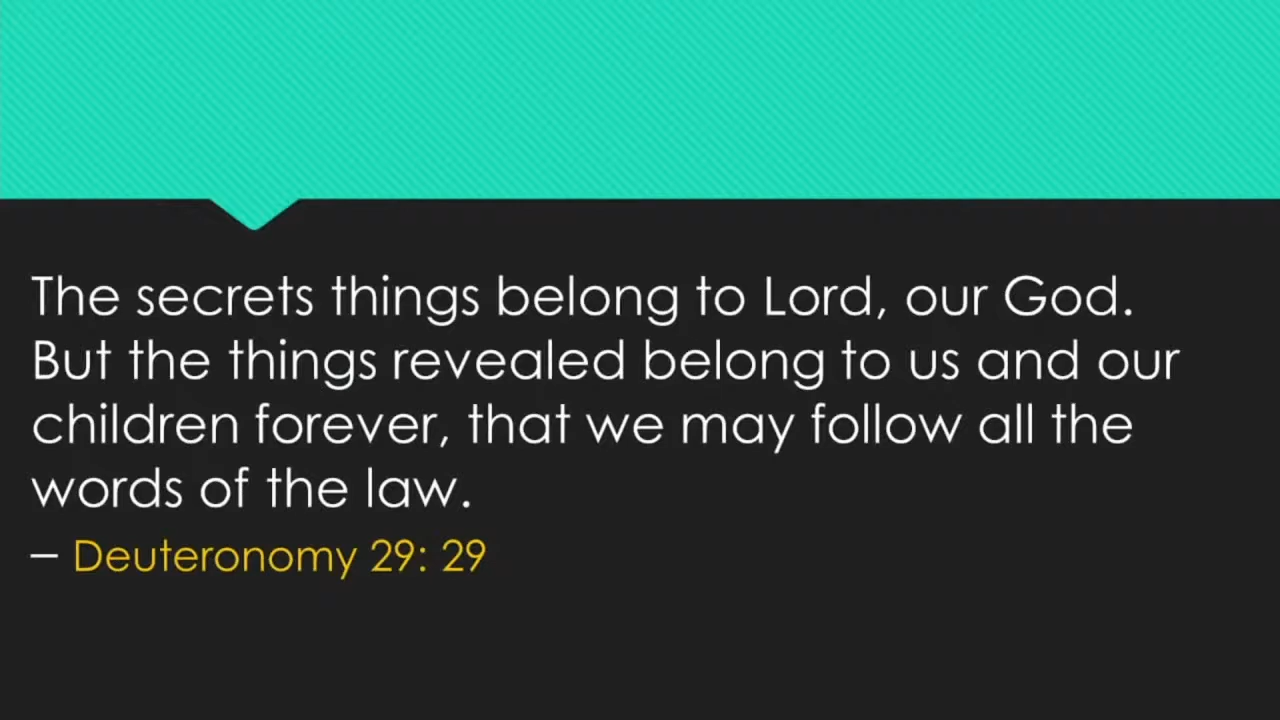 The secrets things belong to Lord, our God.
But the things revealed belong to us and our
children forever, that we may follow all the
words of the law.
– Deuteronomy 29: 29